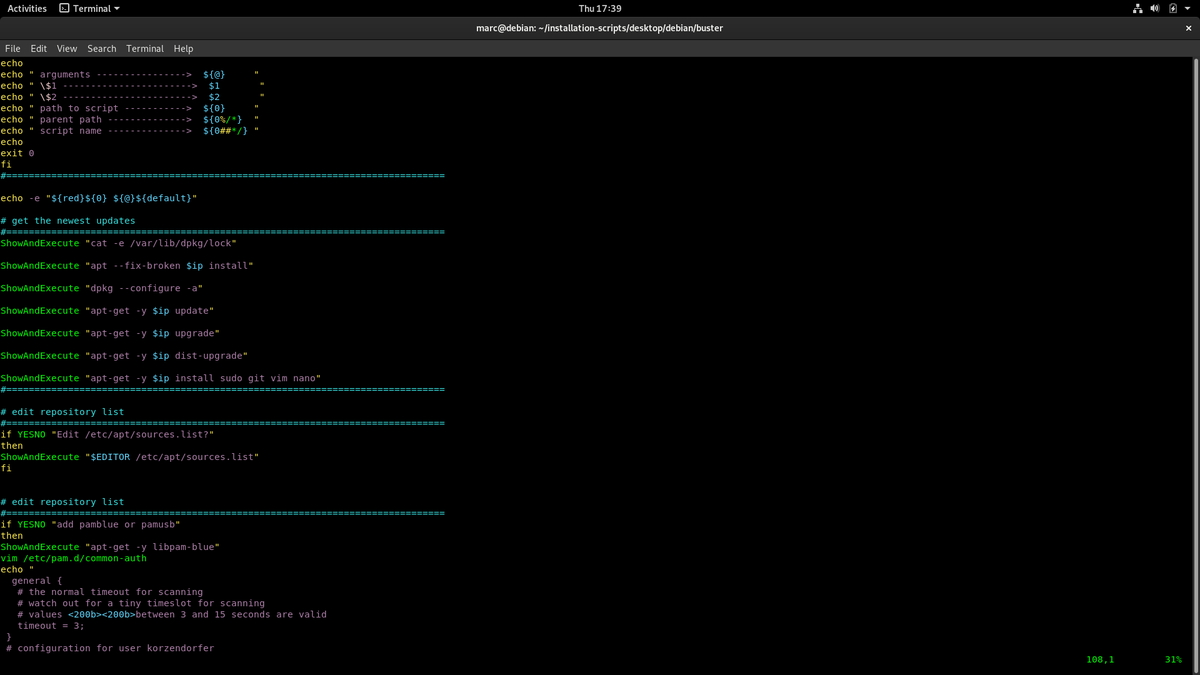 Activities Terminal Thu 17:39
marc@debian: ~/installation-scripts/desktop/debian/buster ×
File Edit View Search Terminal Help
echo
echo " arguments ---------------->  ${@}     "
echo " \$1 ----------------------->  $1       "
echo " \$2 ----------------------->  $2       "
echo " path to script ----------->  ${0}     "
echo " parent path -------------->  ${0%/*}  "
echo " script name -------------->  ${0##*/} "
echo
exit 0
fi
#==============================================================================
echo -e "${red}${0} ${@}${default}"
# get the newest updates
#==============================================================================
ShowAndExecute "cat -e /var/lib/dpkg/lock"
ShowAndExecute "apt --fix-broken $ip install"
ShowAndExecute "dpkg --configure -a"
ShowAndExecute "apt-get -y $ip update"
ShowAndExecute "apt-get -y $ip upgrade"
ShowAndExecute "apt-get -y $ip dist-upgrade"
ShowAndExecute "apt-get -y $ip install sudo git vim nano"
#==============================================================================
# edit repository list
#==============================================================================
if YESNO "Edit /etc/apt/sources.list?"
then
ShowAndExecute "$EDITOR /etc/apt/sources.list"
fi
# edit repository list
#==============================================================================
if YESNO "add pamblue or pamusb"
then
ShowAndExecute "apt-get -y libpam-blue"
vim /etc/pam.d/common-auth
echo "
  general {
   # the normal timeout for scanning
   # watch out for a tiny timeslot for scanning
   # values <200b><200b>between 3 and 15 seconds are valid
   timeout = 3;
 }
 # configuration for user korzendorfer
108,1 31%